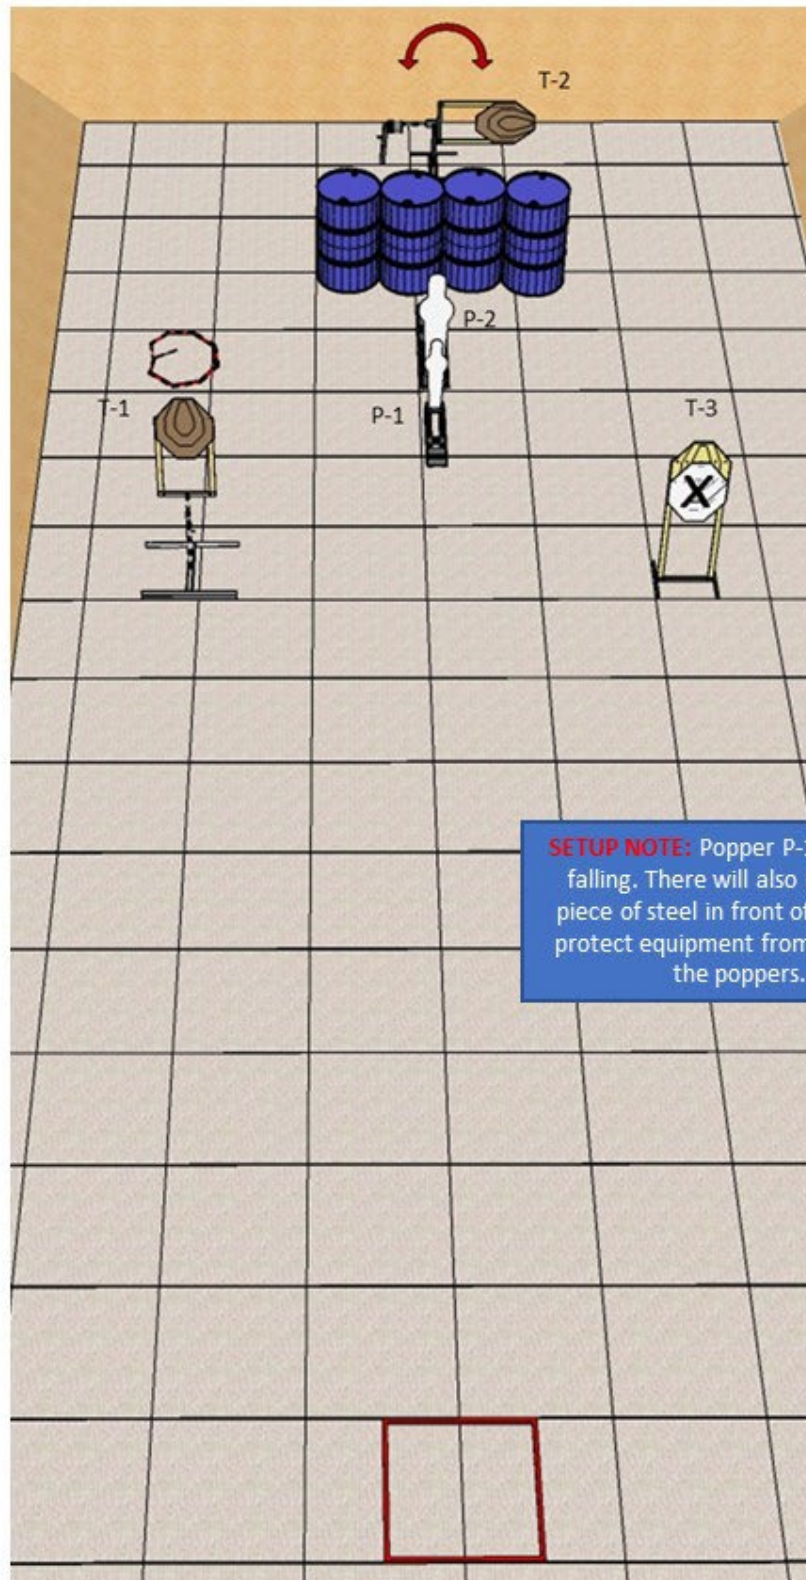 T-2
P-2
T-1
P-1
T-3
X
SETUP NOTE: Popper P-
falling. There will also
piece of steel in front of
protect equipment from
the poppers.